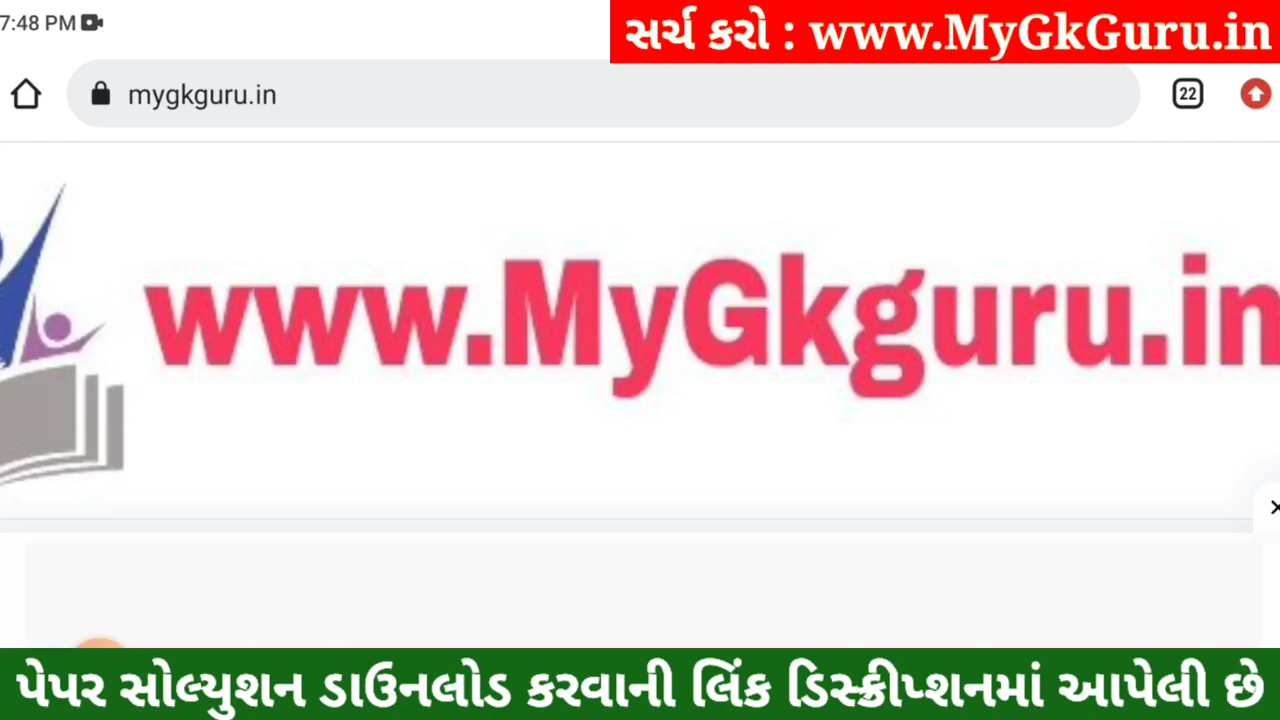 7:48 PM
સર્ચ કરો : www.MyGkGuru.in
mygkguru.in
22
www.MyGkguru.in
પેપર સોલ્યુશન ડાઉનલોડ કરવાની લિંક ડિસ્ક્રીપ્શનમાં આપેલી છે